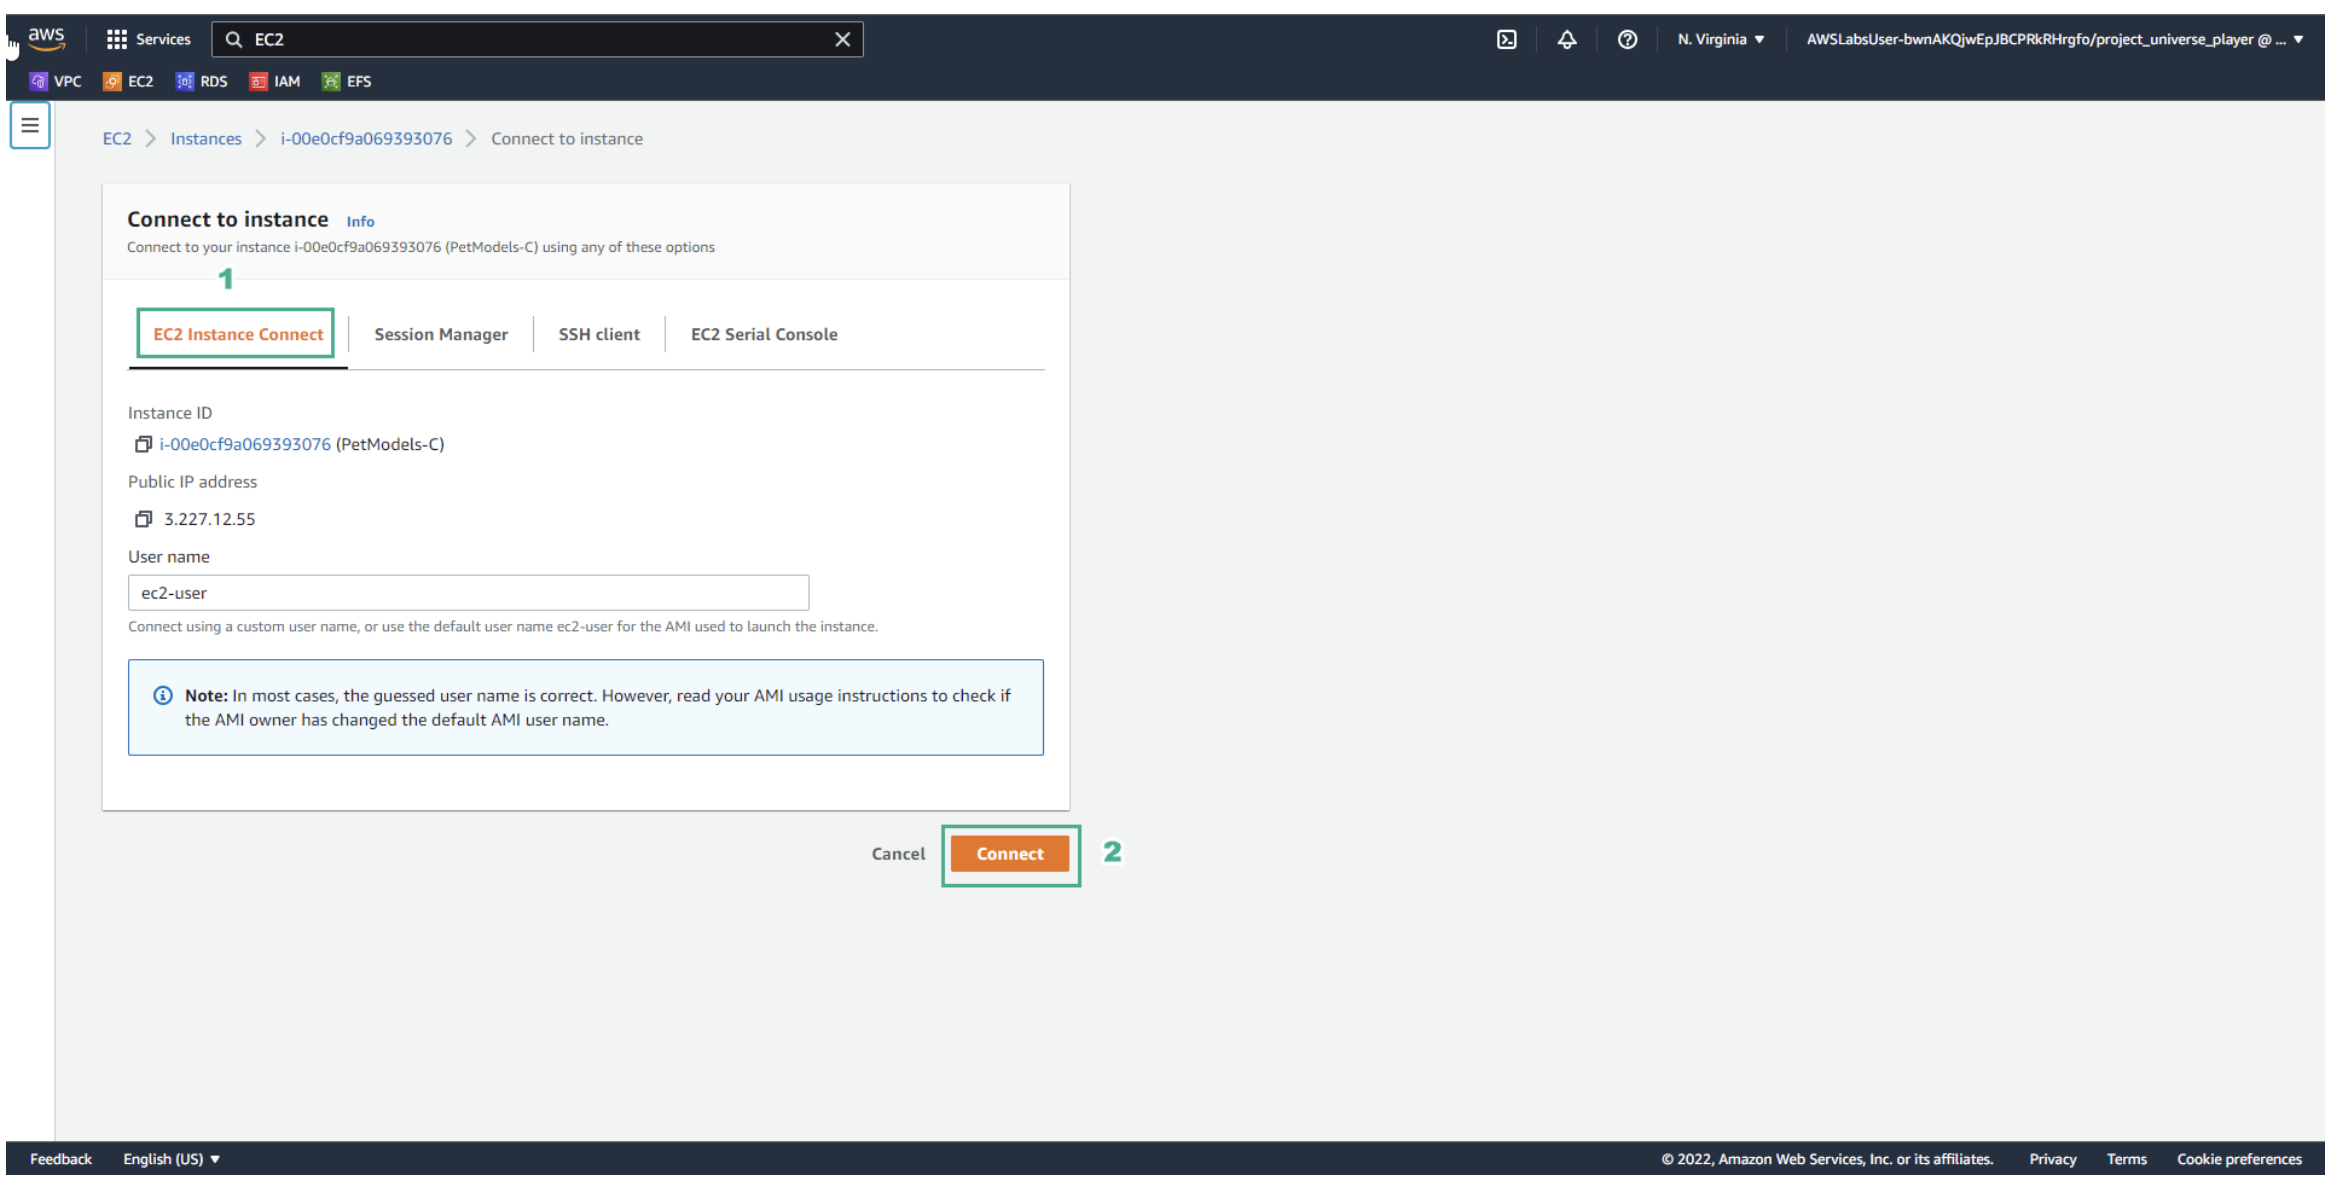 aws Services EC2 N. Virginia ▼ AWSLabsUser-bwnAKQjwEpJBCPRkRHrgfo/project_universe_player @ ... ▼
VPC EC2 RDS IAM EFS
EC2 > Instances > i-00e0cf9a069393076 > Connect to instance
Connect to instance Info
Connect to your instance i-00e0cf9a069393076 (PetModels-C) using any of these options
1
EC2 Instance Connect Session Manager SSH client EC2 Serial Console
Instance ID
i-00e0cf9a069393076 (PetModels-C)
Public IP address
3.227.12.55
User name
ec2-user
Connect using a custom user name, or use the default user name ec2-user for the AMI used to launch the instance.
Note: In most cases, the guessed user name is correct. However, read your AMI usage instructions to check if
the AMI owner has changed the default AMI user name.
Cancel Connect 2
Feedback English (US) ▼ © 2022, Amazon Web Services, Inc. or its affiliates. Privacy Terms Cookie preferences